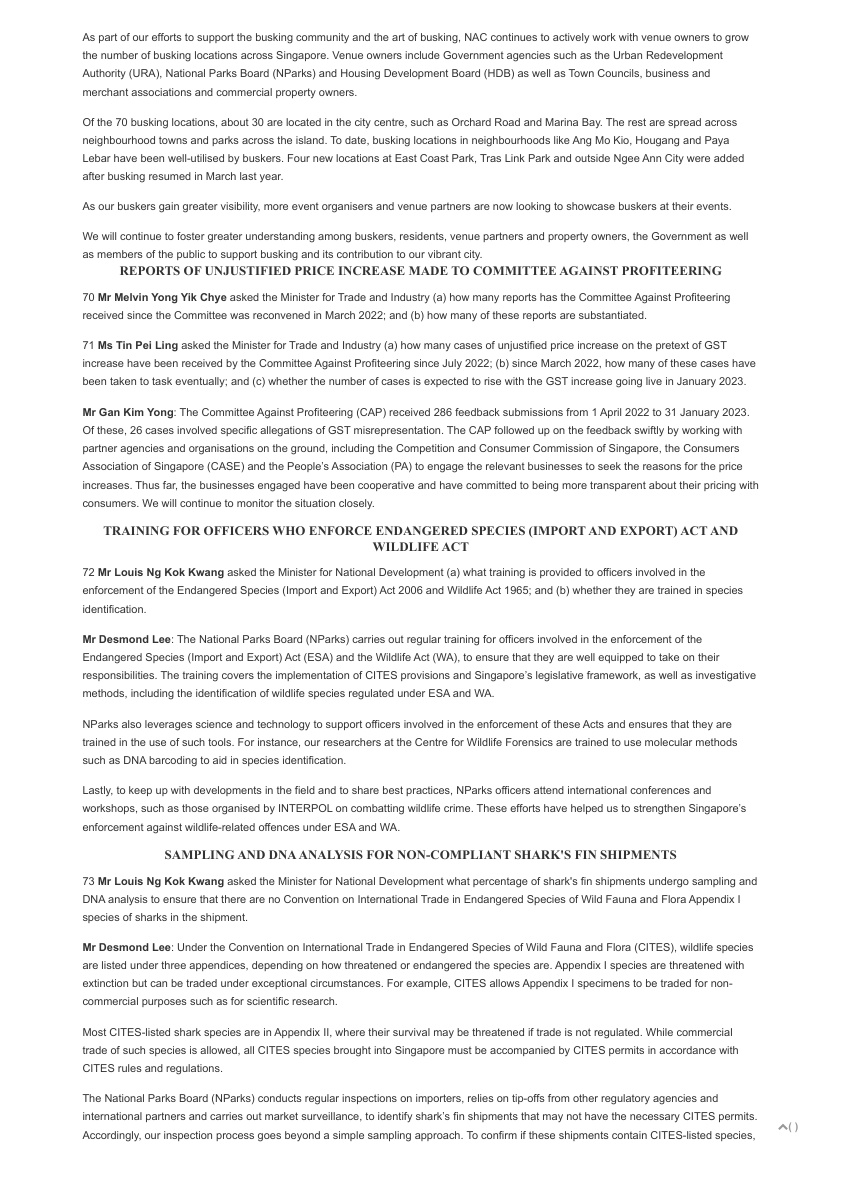 As part of our efforts to support the busking community and the art of busking, NAC continues to actively work with venue owners to grow
the number of busking locations across Singapore. Venue owners include Government agencies such as the Urban Redevelopment
Authority (URA), National Parks Board (NParks) and Housing Development Board (HDB) as well as Town Councils, business and
merchant associations and commercial property owners.
Of the 70 busking locations, about 30 are located in the city centre, such as Orchard Road and Marina Bay. The rest are spread across
neighbourhood towns and parks across the island. To date, busking locations in neighbourhoods like Ang Mo Kio, Hougang and Paya
Lebar have been well-utilised by buskers. Four new locations at East Coast Park, Tras Link Park and outside Ngee Ann City were added
after busking resumed in March last year.
As our buskers gain greater visibility, more event organisers and venue partners are now looking to showcase buskers at their events.
We will continue to foster greater understanding among buskers, residents, venue partners and property owners, the Government as well
as members of the public to support busking and its contribution to our vibrant city.
REPORTS OF UNJUSTIFIED PRICE INCREASE MADE TO COMMITTEE AGAINST PROFITEERING
70 Mr Melvin Yong Yik Chye asked the Minister for Trade and Industry (a) how many reports has the Committee Against Profiteering
received since the Committee was reconvened in March 2022; and (b) how many of these reports are substantiated.
71 Ms Tin Pei Ling asked the Minister for Trade and Industry (a) how many cases of unjustified price increase on the pretext of GST
increase have been received by the Committee Against Profiteering since July 2022; (b) since March 2022, how many of these cases have
been taken to task eventually; and (c) whether the number of cases is expected to rise with the GST increase going live in January 2023.
Mr Gan Kim Yong: The Committee Against Profiteering (CAP) received 286 feedback submissions from 1 April 2022 to 31 January 2023.
Of these, 26 cases involved specific allegations of GST misrepresentation. The CAP followed up on the feedback swiftly by working with
partner agencies and organisations on the ground, including the Competition and Consumer Commission of Singapore, the Consumers
Association of Singapore (CASE) and the People's Association (PA) to engage the relevant businesses to seek the reasons for the price
increases. Thus far, the businesses engaged have been cooperative and have committed to being more transparent about their pricing with
consumers. We will continue to monitor the situation closely.
TRAINING FOR OFFICERS WHO ENFORCE ENDANGERED SPECIES (IMPORT AND EXPORT) ACT AND
WILDLIFE ACT
72 Mr Louis Ng Kok Kwang asked the Minister for National Development (a) what training is provided to officers involved in the
enforcement of the Endangered Species (Import and Export) Act 2006 and Wildlife Act 1965; and (b) whether they are trained in species
identification.
Mr Desmond Lee: The National Parks Board (NParks) carries out regular training for officers involved in the enforcement of the
Endangered Species (Import and Export) Act (ESA) and the Wildlife Act (WA), to ensure that they are well equipped to take on their
responsibilities. The training covers the implementation of CITES provisions and Singapore's legislative framework, as well as investigative
methods, including the identification of wildlife species regulated under ESA and WA.
NParks also leverages science and technology to support officers involved in the enforcement of these Acts and ensures that they are
trained in the use of such tools. For instance, our researchers at the Centre for Wildlife Forensics are trained to use molecular methods
such as DNA barcoding to aid in species identification.
Lastly, to keep up with developments in the field and to share best practices, NParks officers attend international conferences and
workshops, such as those organised by INTERPOL on combatting wildlife crime. These efforts have helped us to strengthen Singapore's
enforcement against wildlife-related offences under ESA and WA.
SAMPLING AND DNA ANALYSIS FOR NON-COMPLIANT SHARK'S FIN SHIPMENTS
73 Mr Louis Ng Kok Kwang asked the Minister for National Development what percentage of shark's fin shipments undergo sampling and
DNA analysis to ensure that there are no Convention on International Trade in Endangered Species of Wild Fauna and Flora Appendix I
species of sharks in the shipment.
Mr Desmond Lee: Under the Convention on International Trade in Endangered Species of Wild Fauna and Flora (CITES), wildlife species
are listed under three appendices, depending on how threatened or endangered the species are. Appendix I species are threatened with
extinction but can be traded under exceptional circumstances. For example, CITES allows Appendix I specimens to be traded for non-
commercial purposes such as for scientific research.
Most CITES-listed shark species are in Appendix II, where their survival may be threatened if trade is not regulated. While commercial
trade of such species is allowed, all CITES species brought into Singapore must be accompanied by CITES permits in accordance with
CITES rules and regulations.
The National Parks Board (NParks) conducts regular inspections on importers, relies on tip-offs from other regulatory agencies and
international partners and carries out market surveillance, to identify shark's fin shipments that may not have the necessary CITES permits.
Accordingly, our inspection process goes beyond a simple sampling approach. To confirm if these shipments contain CITES-listed species,
( )